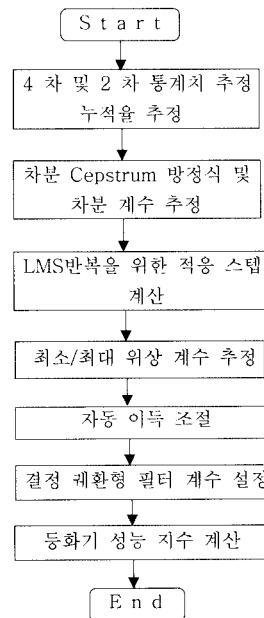 Start
4 차 및 2 차 통계치 추정
누적율 추정
차분 Cepstrum 방정식 및
차분 계수 추정
LMS반복을 위한 적응 스텝
계산
최소/최대 위상 계수 추정
자동 이득 조절
결정 궤환형 필터 계수 설정
등화기 성능 지수 계산
End